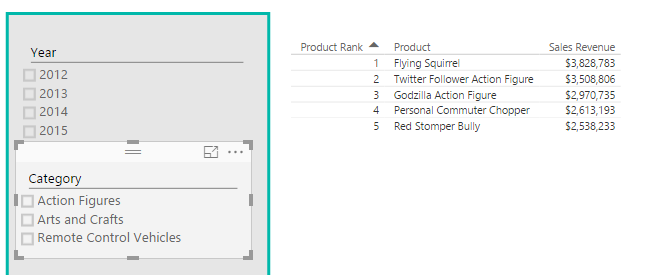 Year
2012
2013
2014
2015
Category
Action Figures
Arts and Crafts
Remote Control Vehicles
Product Rank Product Sales Revenue
1 Flying Squirrel $3,828,783
2 Twitter Follower Action Figure $3,508,806
3 Godzilla Action Figure $2,970,735
4 Personal Commuter Chopper $2,613,193
5 Red Stomper Bully $2,538,233